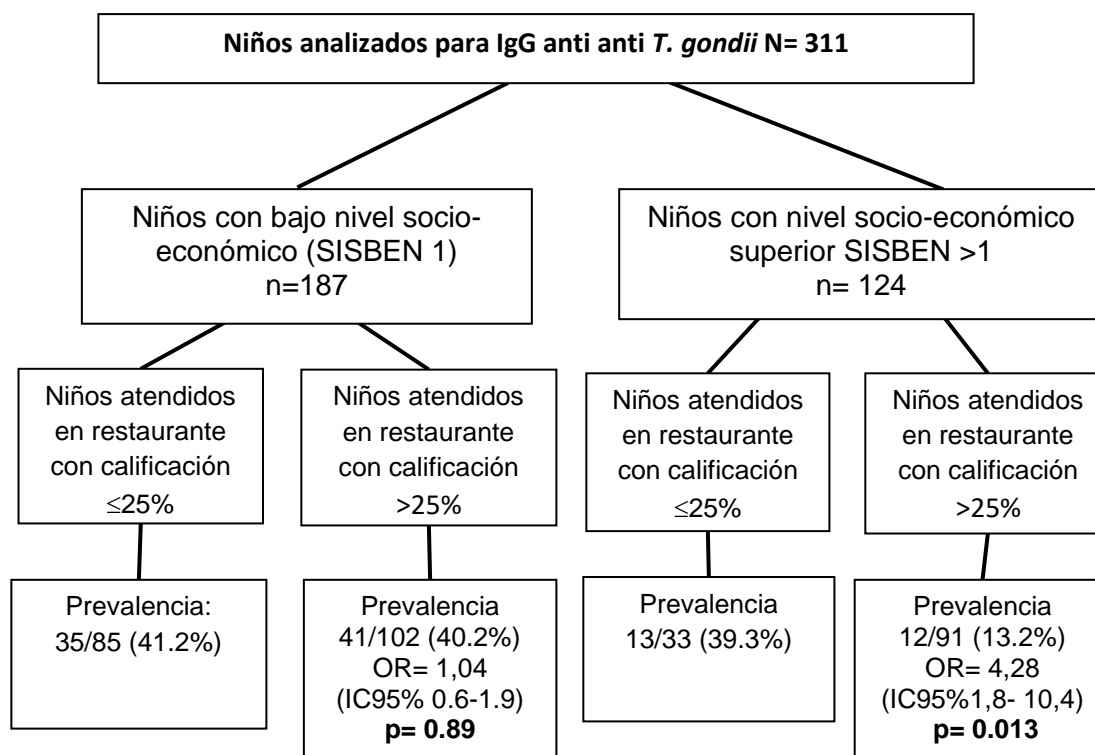 Niños analizados para IgG anti anti T. gondii N= 311
Niños con bajo nivel socio-
económico (SISBEN 1)
n=187
Niños con nivel socio-económico
superior SISBEN >1
n= 124
Niños atendidos
en restaurante
con calificación
≤25%
Niños atendidos
en restaurante
con calificación
>25%
Niños atendidos
en restaurante
con calificación
≤25%
Niños atendidos
en restaurante
con calificación
>25%
Prevalencia:
35/85 (41.2%)
Prevalencia
41/102 (40.2%)
OR= 1,04
(IC95% 0.6-1.9)
p= 0.89
Prevalencia
13/33 (39.3%)
Prevalencia
12/91 (13.2%)
OR= 4,28
(IC95%1,8- 10,4)
p= 0.013